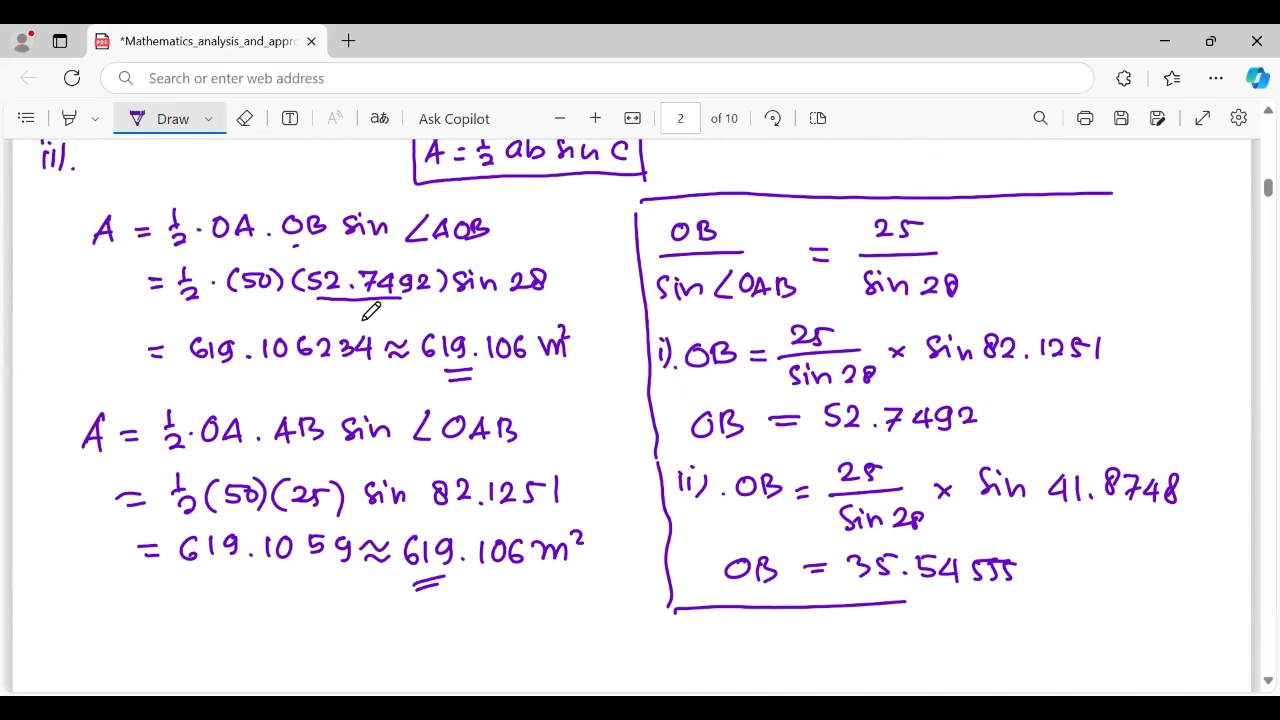 *Mathematics_analysis_and_appro
Search or enter web address
Draw
Ask Copilot
2 of 10
iii).
A = ½ ab sin C
A = ½ · OA . OB sin ∠AOB
= ½ · (50)(52.7492) sin 28
= 619.106234 ≈ 619.106 m²
A = ½ · OA . AB sin ∠OAB
= ½ (50)(25) sin 82.1251
= 619.1059 ≈ 619.106 m²
OB / sin ∠OAB = 25 / sin 28
i). OB = 25 / sin 28 × sin 82.1251
OB = 52.7492
ii). OB = 25 / sin 28 × sin 41.8748
OB = 35.54555